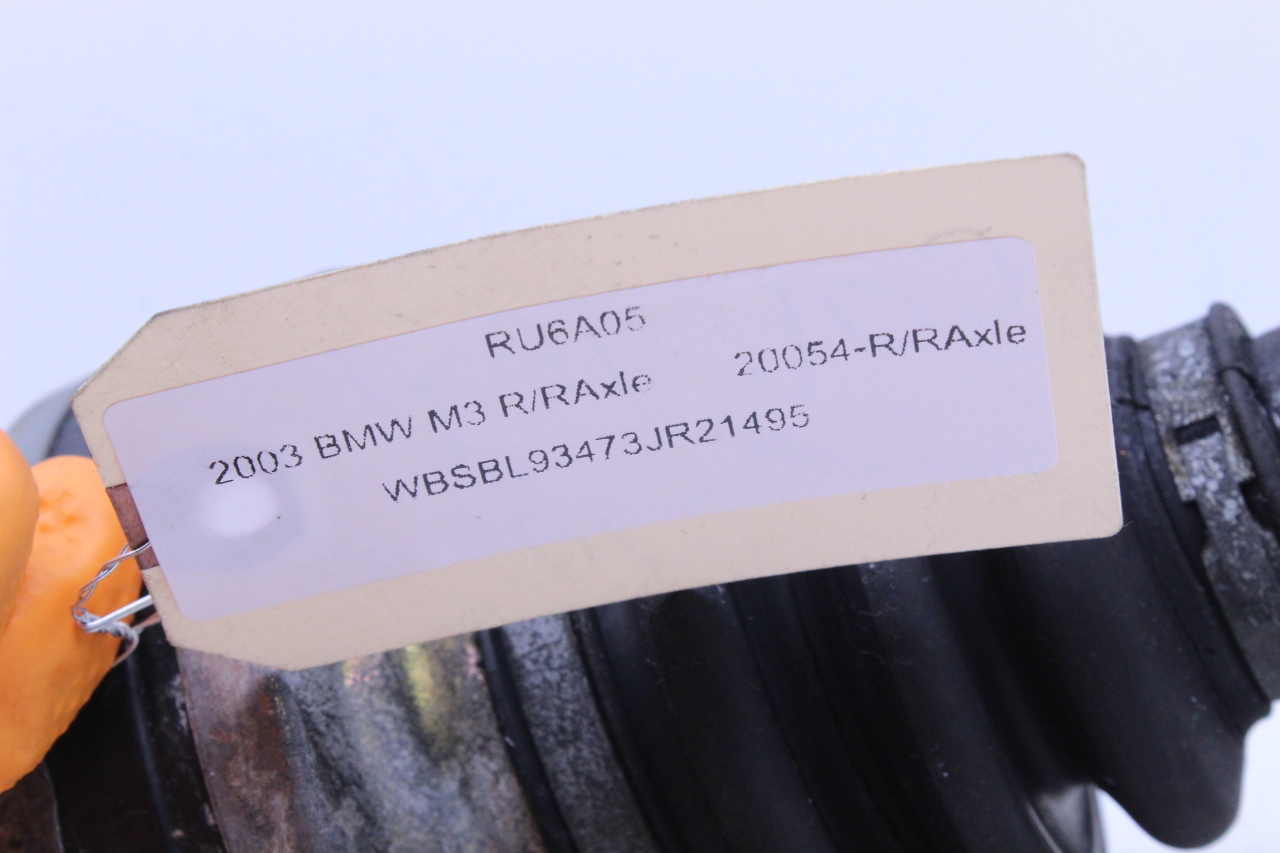 RU6A05
2003 BMW M3 R/RAxle 20054-R/RAxle
WBSBL93473JR21495